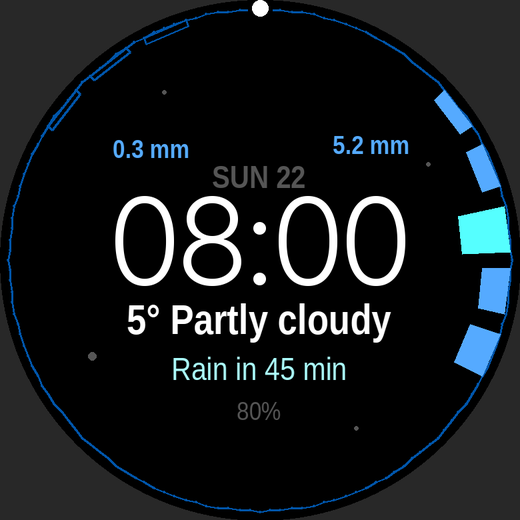 0.3 mm
5.2 mm
SUN 22
08:00
5° Partly cloudy
Rain in 45 min
80%